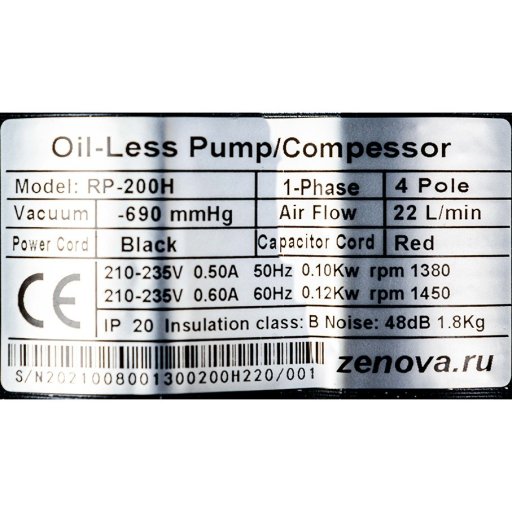 Oil-Less Pump/Compessor
Model: RP-200H 1-Phase 4 Pole
Vacuum -690 mmHg Air Flow 22 L/min
Power Cord Black Capacitor Cord Red
CE 210-235V 0.50A 50Hz 0.10Kw rpm 1380
210-235V 0.60A 60Hz 0.12Kw rpm 1450
IP 20 Insulation class: B Noise: 48dB 1.8Kg
S/N20210080013002OOH220/001
zenova.ru